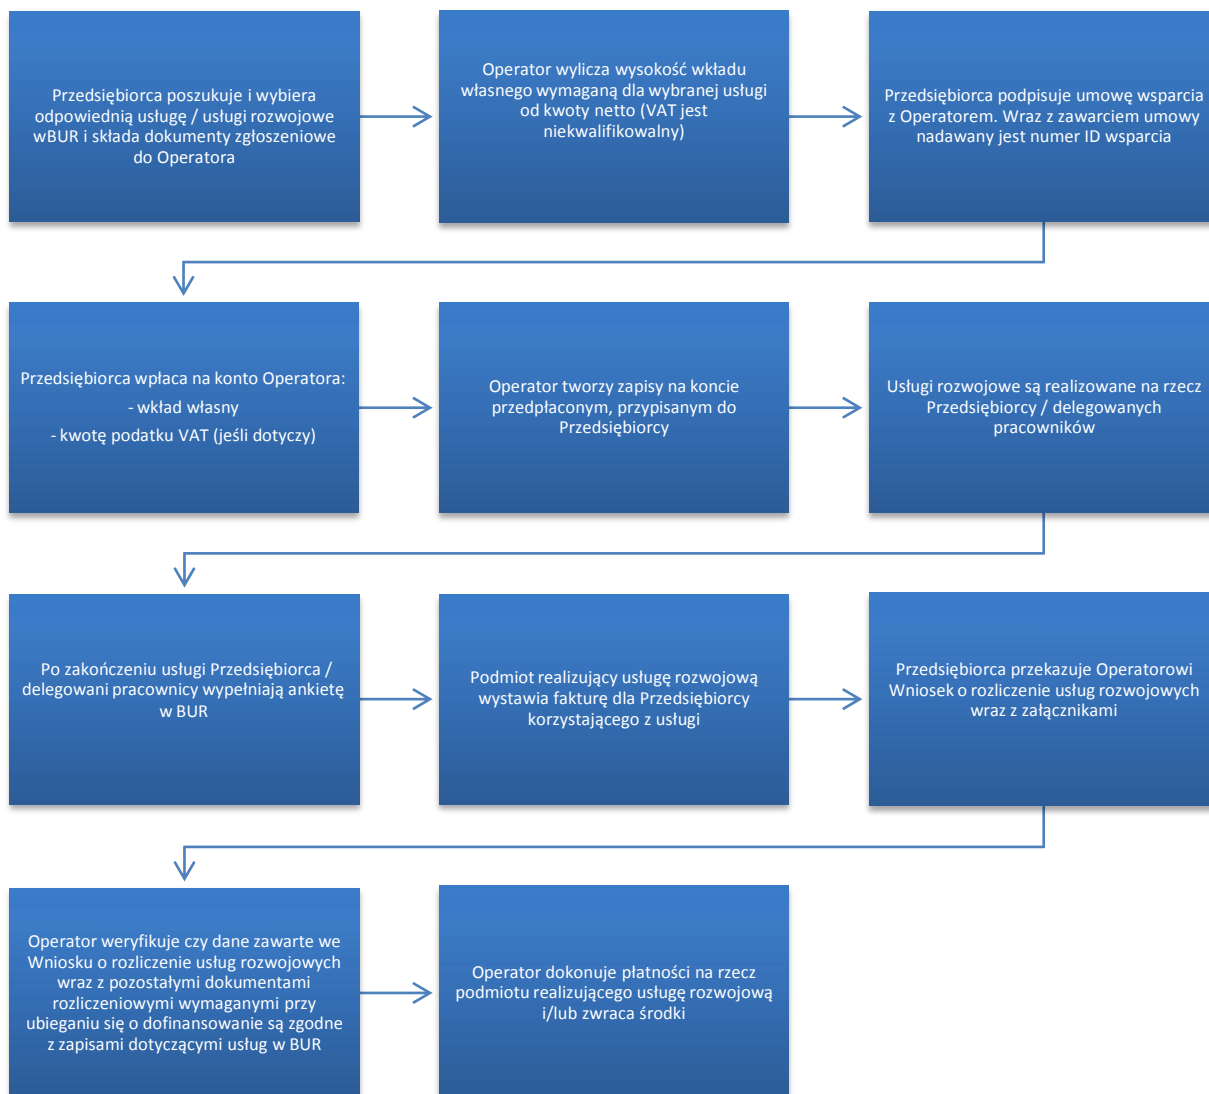 Przedsiębiorca poszukuje i wybiera
odpowiednią usługę / usługi rozwojowe
wBUR i składa dokumenty zgłoszeniowe
do Operatora
Operator wylicza wysokość wkładu
własnego wymaganą dla wybranej usługi
od kwoty netto (VAT jest
niekwalifikowalny)
Przedsiębiorca podpisuje umowę wsparcia
z Operatorem. Wraz z zawarciem umowy
nadawany jest numer ID wsparcia
Przedsiębiorca wpłaca na konto Operatora:
- wkład własny
- kwotę podatku VAT (jeśli dotyczy)
Operator tworzy zapisy na koncie
przedpłaconym, przypisanym do
Przedsiębiorcy
Usługi rozwojowe są realizowane na rzecz
Przedsiębiorcy / delegowanych
pracowników
Po zakończeniu usługi Przedsiębiorca /
delegowani pracownicy wypełniają ankietę
w BUR
Podmiot realizujący usługę rozwojową
wystawia fakturę dla Przedsiębiorcy
korzystającego z usługi
Przedsiębiorca przekazuje Operatorowi
Wniosek o rozliczenie usług rozwojowych
wraz z załącznikami
Operator weryfikuje czy dane zawarte we
Wniosku o rozliczenie usług rozwojowych
wraz z pozostałymi dokumentami
rozliczeniowymi wymaganymi przy
ubieganiu się o dofinansowanie są zgodne
z zapisami dotyczącymi usług w BUR
Operator dokonuje płatności na rzecz
podmiotu realizującego usługę rozwojową
i/lub zwraca środki